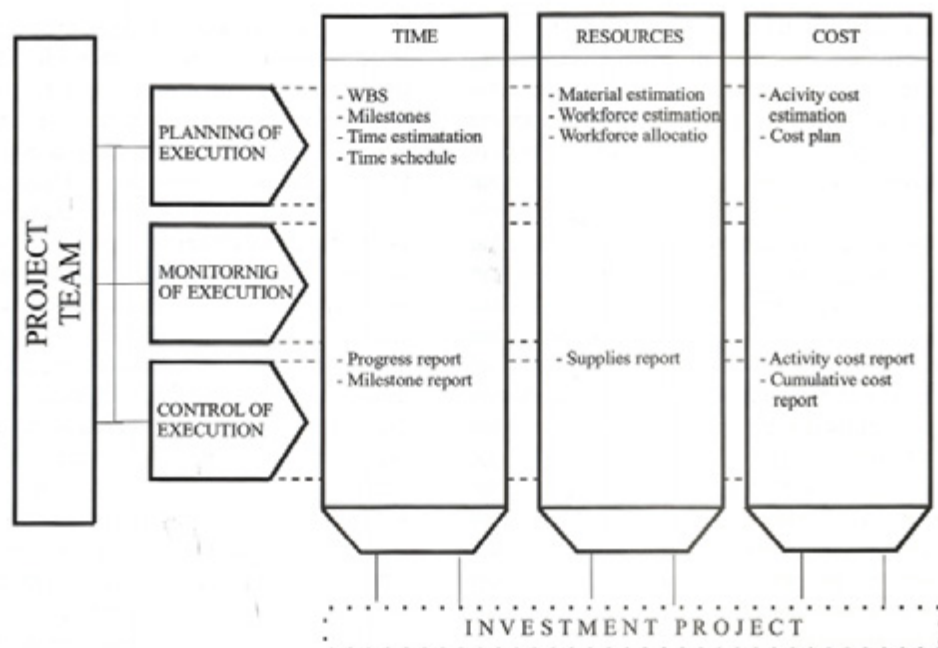 PROJECT
TEAM
PLANNING OF
EXECUTION
MONITORNIG
OF EXECUTION
CONTROL OF
EXECUTION
TIME
- WBS
- Milestones
- Time estimatation
- Time schedule
- Progress report
- Milestone report
RESOURCES
- Material estimation
- Workforce estimation
- Workforce allocatio
- Supplies report
COST
- Acivity cost
estimation
- Cost plan
- Activity cost report
- Cumulative cost
report
INVESTMENT PROJECT